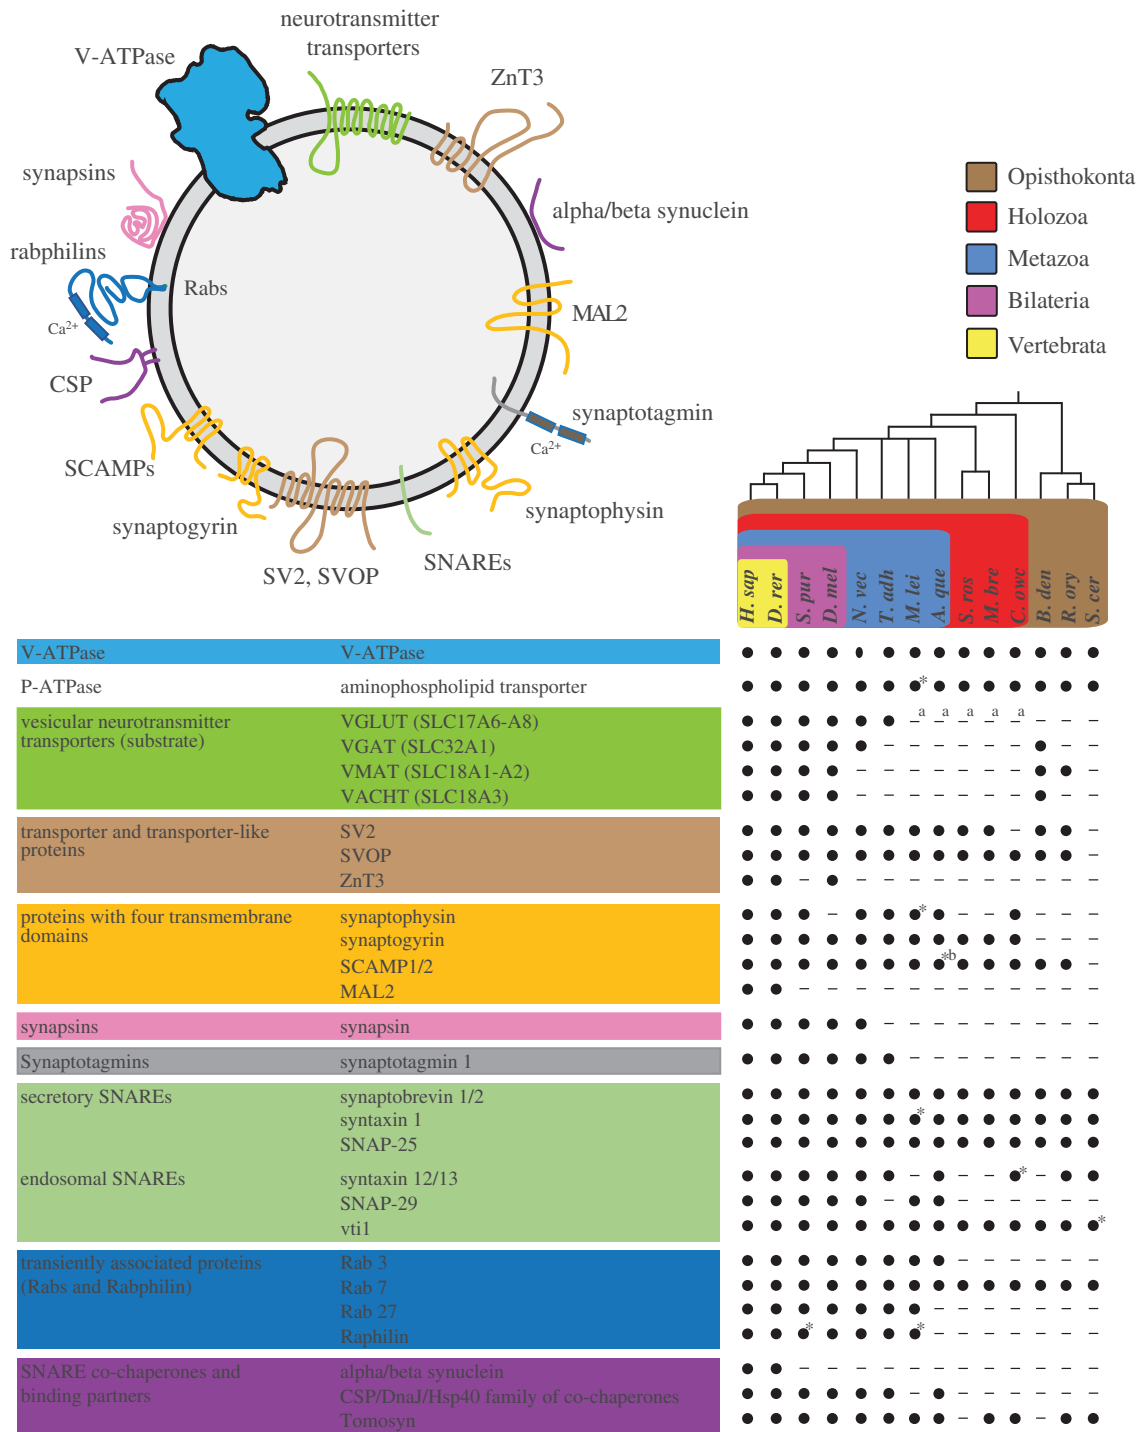 neurotransmitter
transporters
V-ATPase
ZnT3
synapsins
alpha/beta synuclein
rabphilins
Rabs
Ca2+
MAL2
CSP
synaptotagmin
Ca2+
SCAMPs
synaptogyrin
synaptophysin
SNAREs
SV2, SVOP
Opisthokonta
Holozoa
Metazoa
Bilateria
Vertebrata
H. sap
D. rer
S. pur
D. mel
N. vec
T. adh
M. lei
A. que
S. ros
M. bre
C. owc
B. den
R. ory
S. cer
V-ATPase V-ATPase
P-ATPase aminophospholipid transporter *
vesicular neurotransmitter VGLUT (SLC17A6-A8) –a –a –a –a –a – – –
transporters (substrate) VGAT (SLC32A1) – – – – – – – –
VMAT (SLC18A1-A2) – – – – – – – –
VACHT (SLC18A3) – – – – – – – – –
transporter and transporter-like SV2 – –
proteins SVOP –
ZnT3 – – – – – – – – – – –
proteins with four transmembrane synaptophysin – * – – – – –
domains synaptogyrin – – –
SCAMP1/2 *b –
MAL2 – – – – – – – – – – – –
synapsins synapsin – – – – – – – – –
Synaptotagmins synaptotagmin 1 – – – – – – – –
secretory SNAREs synaptobrevin 1/2
syntaxin 1 *
SNAP-25
endosomal SNAREs syntaxin 12/13 – – – – * –
SNAP-29 – – – – – – –
vti1 *
transiently associated proteins Rab 3 – – – – – –
(Rabs and Rabphilin) Rab 7
Rab 27 – – – – – – –
Raphilin * * – – – – – – –
SNARE co-chaperones and alpha/beta synuclein – – – – – – – – – – – –
binding partners CSP/DnaJ/Hsp40 family of co-chaperones – – – – – – –
Tomosyn – –